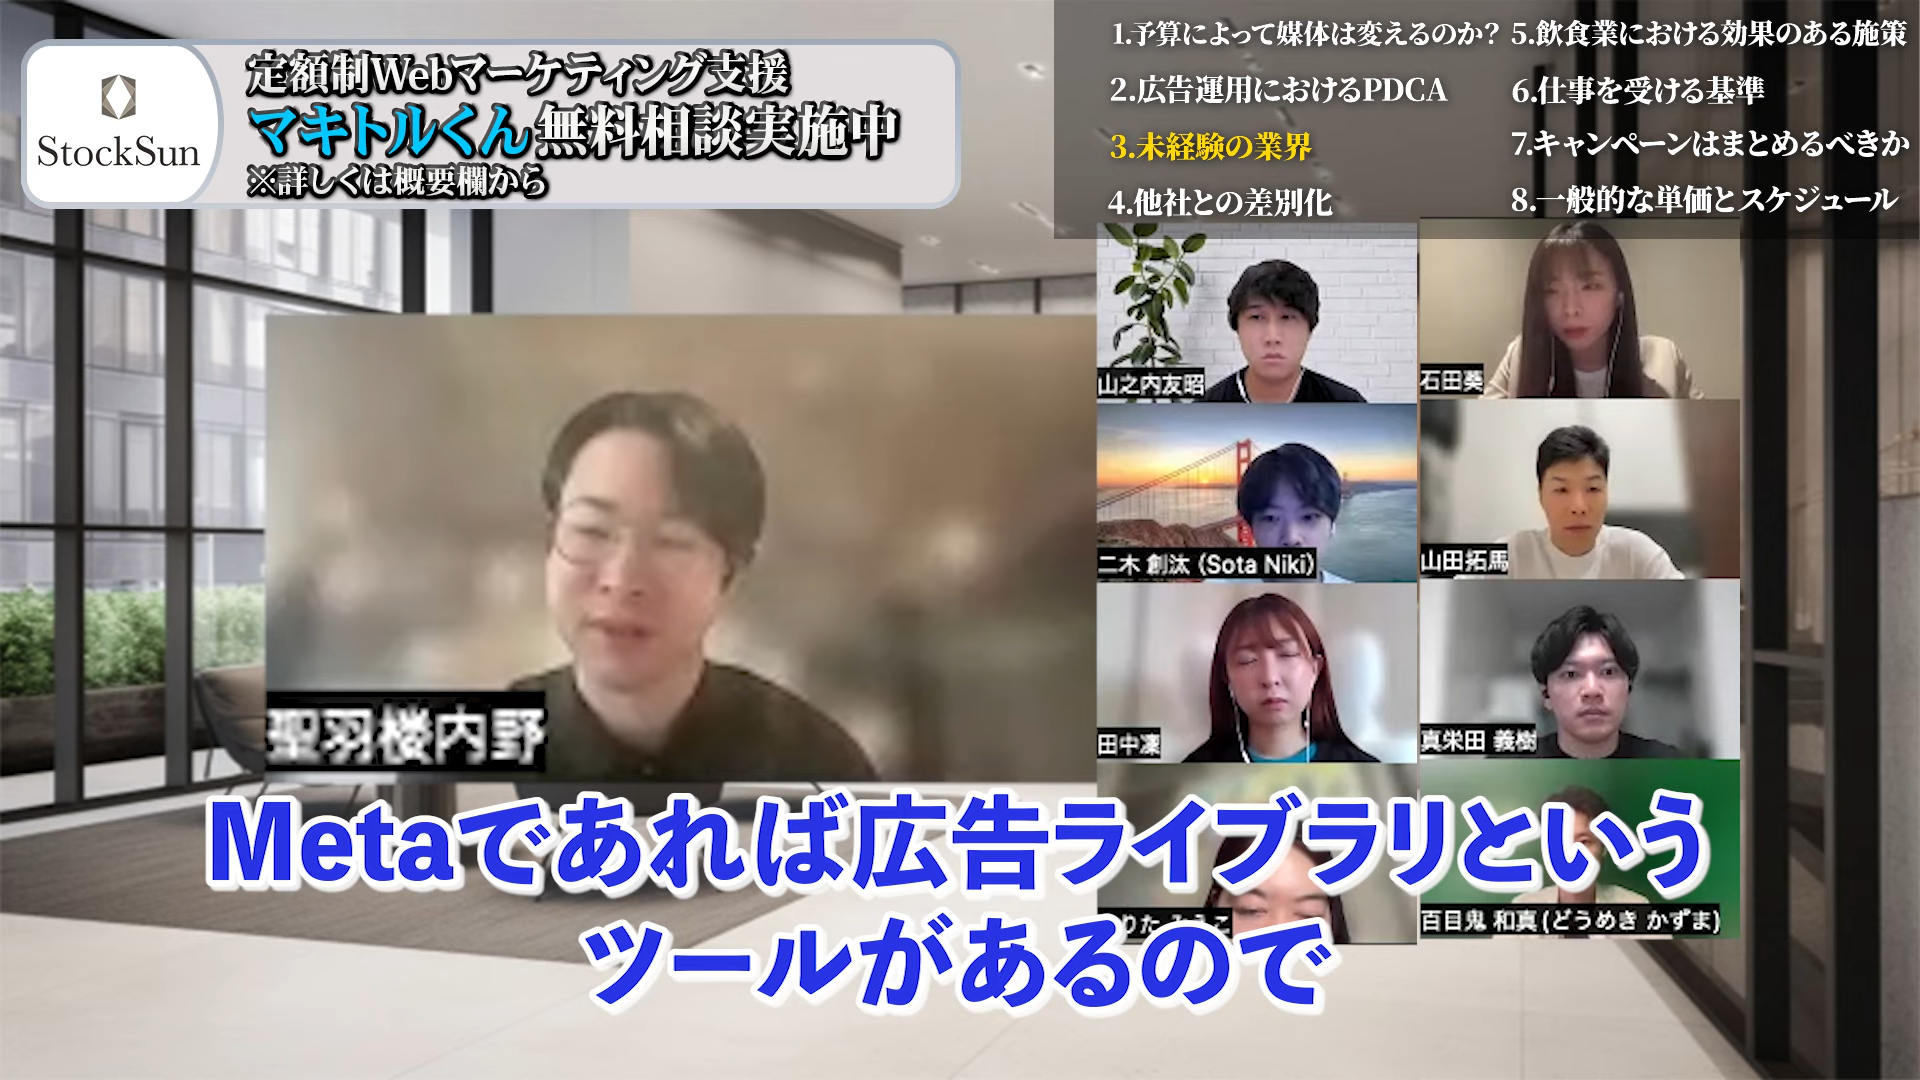 StockSun
定額制Webマーケティング支援
マキトルくん無料相談実施中
※詳しくは概要欄から
1.予算によって媒体は変えるのか?
2.広告運用におけるPDCA
3.未経験の業界
4.他社との差別化
5.飲食業における効果のある施策
6.仕事を受ける基準
7.キャンペーンはまとめるべきか
8.一般的な単価とスケジュール
聖羽楼内野
山之内友昭
石田葵
二木 創汰 (Sota Niki)
山田拓馬
田中凜
真栄田 義樹
百目鬼 和真(どうめき かずま)
Metaであれば広告ライブラリという
ツールがあるので